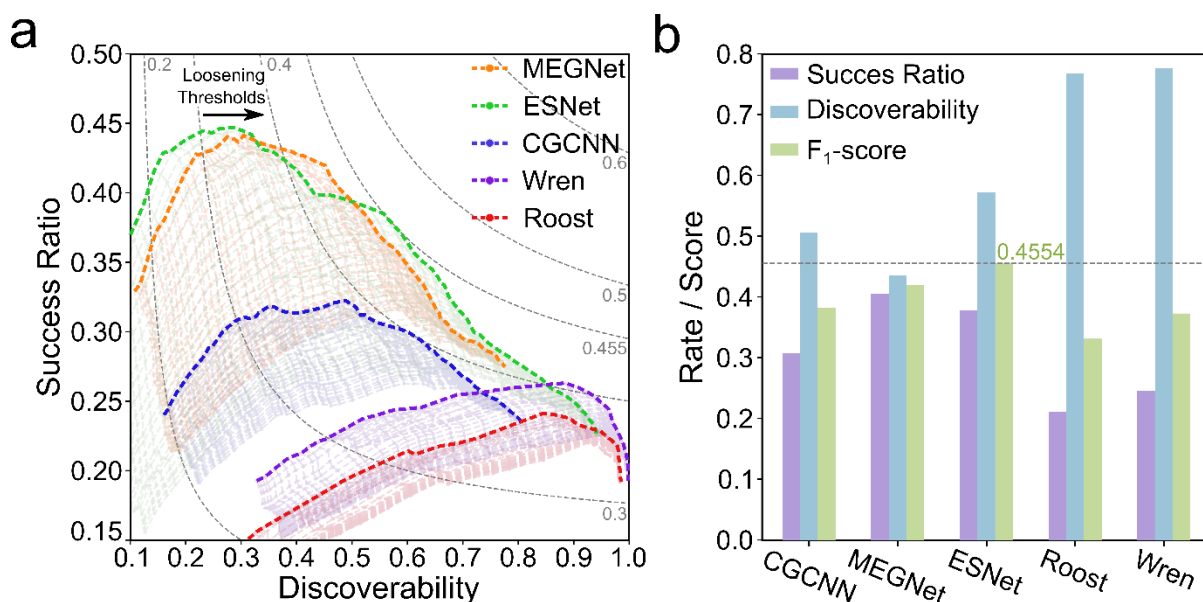 a
Success Ratio
0.50
0.45
0.40
0.35
0.30
0.25
0.20
0.15
0.1
0.2
0.3
0.4
0.5
0.6
0.7
0.8
0.9
1.0
Discoverability
0.2
0.4
0.6
0.5
0.455
0.3
Loosening
Thresholds
MEGNet
ESNet
CGCNN
Wren
Roost
b
Rate / Score
0.8
0.7
0.6
0.5
0.4
0.3
0.2
0.1
0.0
Succes Ratio
Discoverability
F₁-score
0.4554
CGCNN
MEGNet
ESNet
Roost
Wren